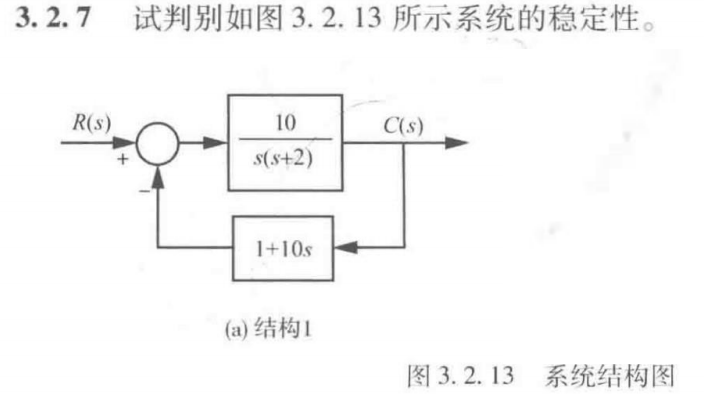 3.2.7 试判别如图 3.2.13 所示系统的稳定性。
R(s)
+
−
10
s(s+2)
C(s)
1+10s
(a) 结构1
图 3.2.13 系统结构图